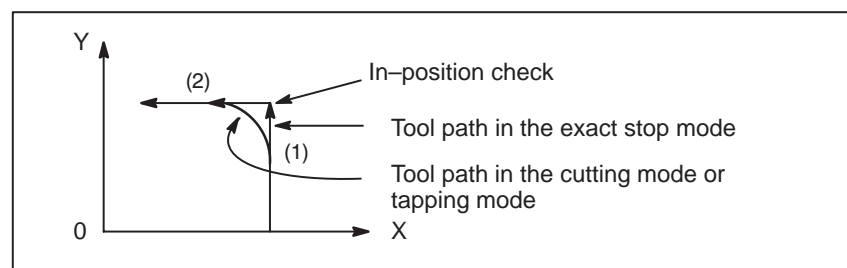 Y
(2)
In–position check
Tool path in the exact stop mode
(1)
Tool path in the cutting mode or
tapping mode
0
X